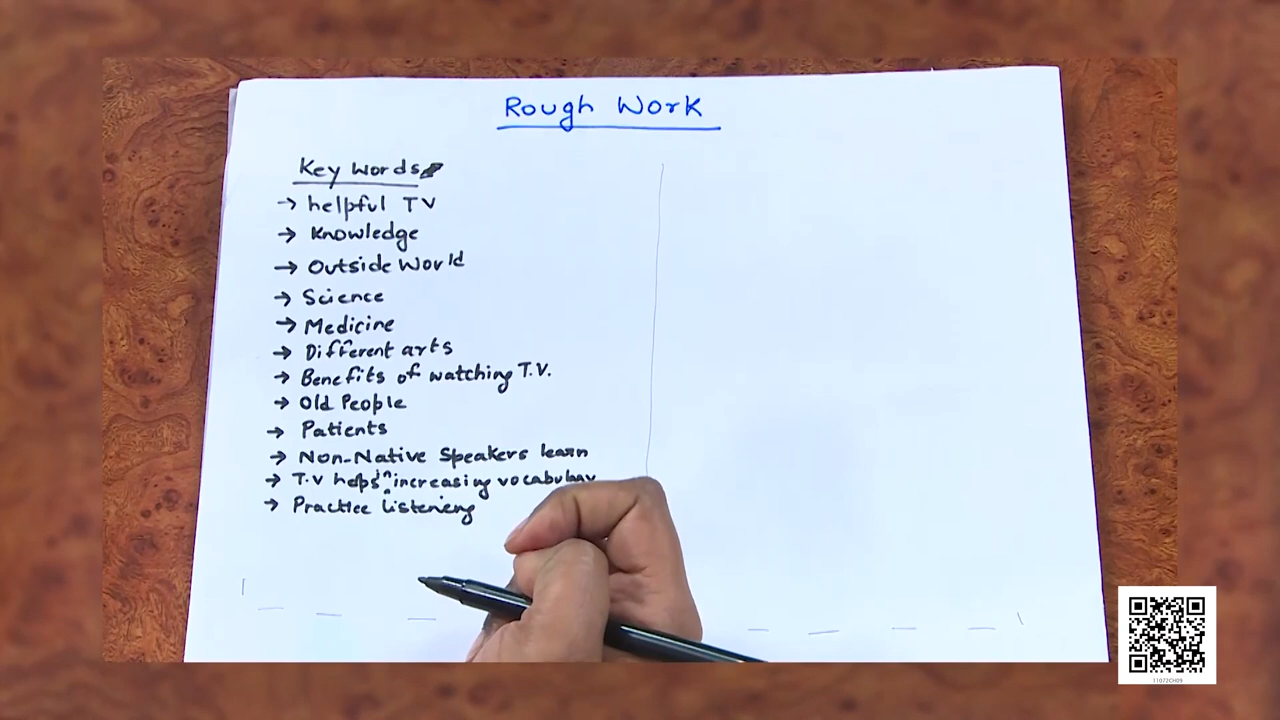 Rough Work
Key words
→ helpful TV
→ Knowledge
→ Outside World
→ Science
→ Medicine
→ Different arts
→ Benefits of watching T.V.
→ Old People
→ Patients
→ Non-Native Speakers learn
→ T.V helps in increasing vocabulary
→ Practice listening
11072CH09